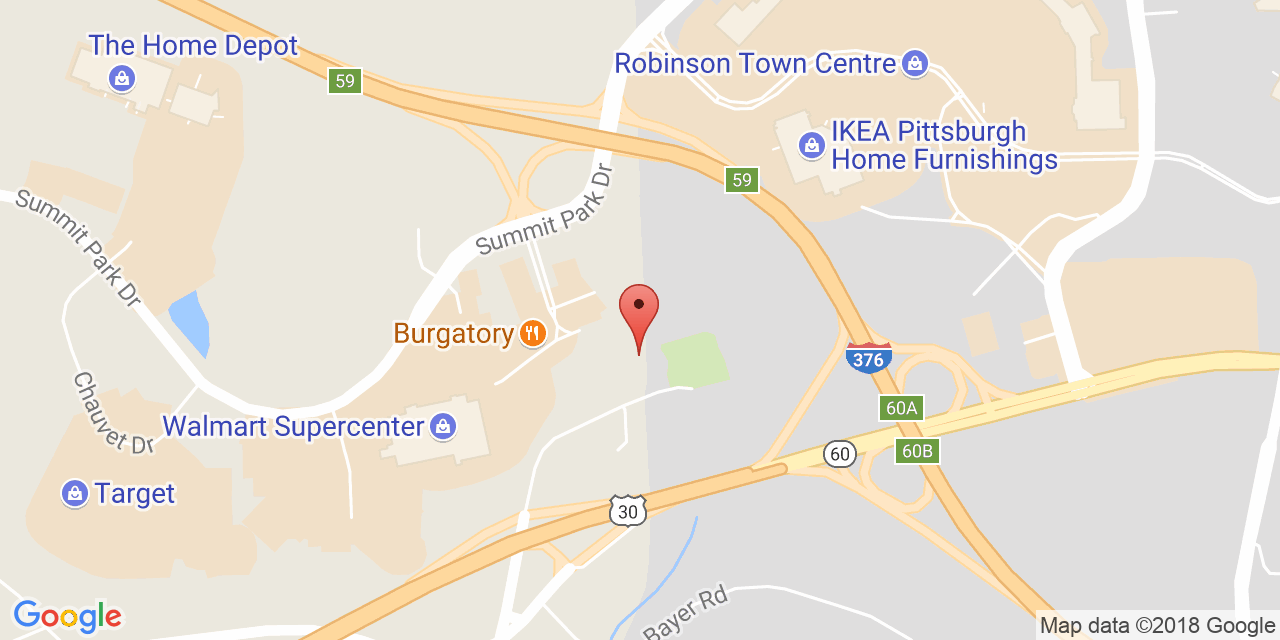 The Home Depot
59
Robinson Town Centre
IKEA Pittsburgh
Home Furnishings
59
Summit Park Dr
Summit Park Dr
Burgatory
376
Chauvet Dr
60A
Walmart Supercenter
60
60B
Target
30
Bayer Rd
Google
Map data ©2018 Google